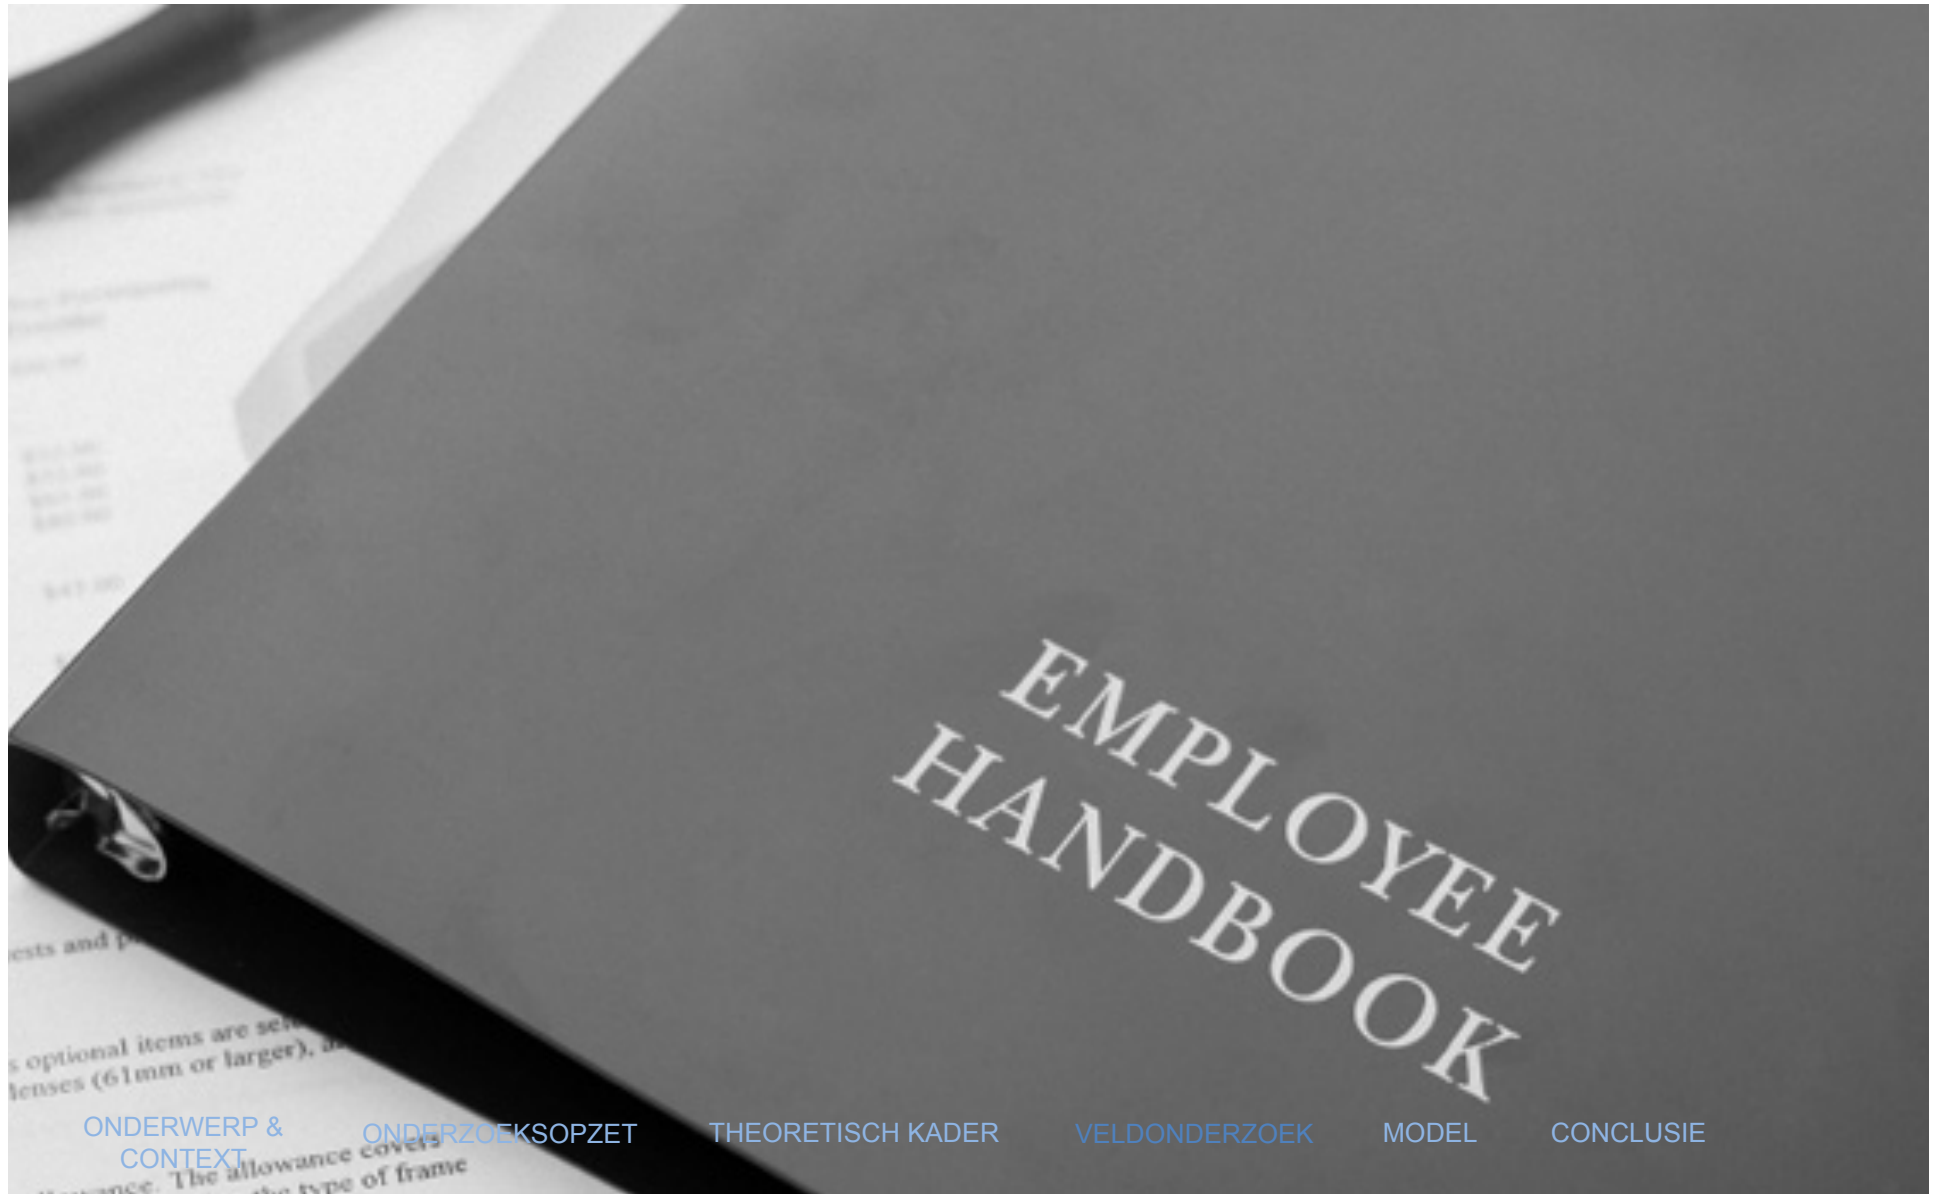 EMPLOYEE
HANDBOOK
ests and p
s optional items are sele
lenses (61mm or larger), a
The allowance covers
the type of frame
ONDERWERP &
CONTEXT
ONDERZOEKSOPZET
THEORETISCH KADER
VELDONDERZOEK
MODEL
CONCLUSIE